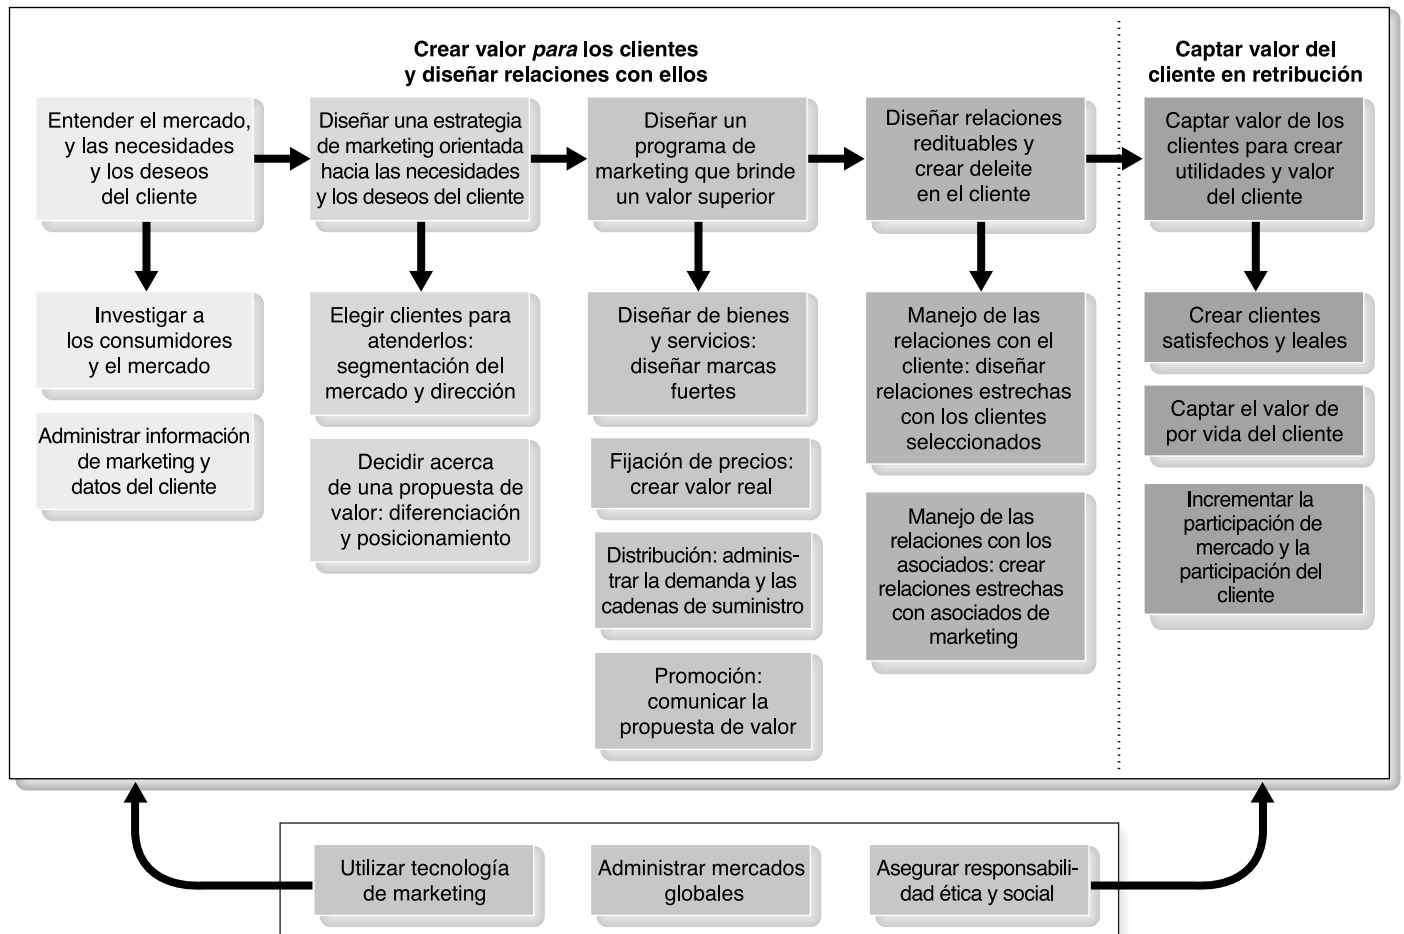 Crear valor para los clientes
y diseñar relaciones con ellos
Captar valor del
cliente en retribución
Entender el mercado,
y las necesidades
y los deseos
del cliente
Diseñar una estrategia
de marketing orientada
hacia las necesidades
y los deseos del cliente
Diseñar un
programa de
marketing que brinde
un valor superior
Diseñar relaciones
redituables y
crear deleite
en el cliente
Captar valor de los
clientes para crear
utilidades y valor
del cliente
Investigar a
los consumidores
y el mercado
Administrar información
de marketing y
datos del cliente
Elegir clientes para
atenderlos:
segmentación del
mercado y dirección
Decidir acerca
de una propuesta de
valor: diferenciación
y posicionamiento
Diseñar de bienes
y servicios:
diseñar marcas
fuertes
Fijación de precios:
crear valor real
Distribución: adminis-
trar la demanda y las
cadenas de suministro
Promoción:
comunicar la
propuesta de valor
Manejo de las
relaciones con el
cliente: diseñar
relaciones estrechas
con los clientes
seleccionados
Manejo de las
relaciones con los
asociados: crear
relaciones estrechas
con asociados de
marketing
Crear clientes
satisfechos y leales
Captar el valor de
por vida del cliente
Incrementar la
participación de
mercado y la
participación del
cliente
Utilizar tecnología
de marketing
Administrar mercados
globales
Asegurar responsabili-
dad ética y social